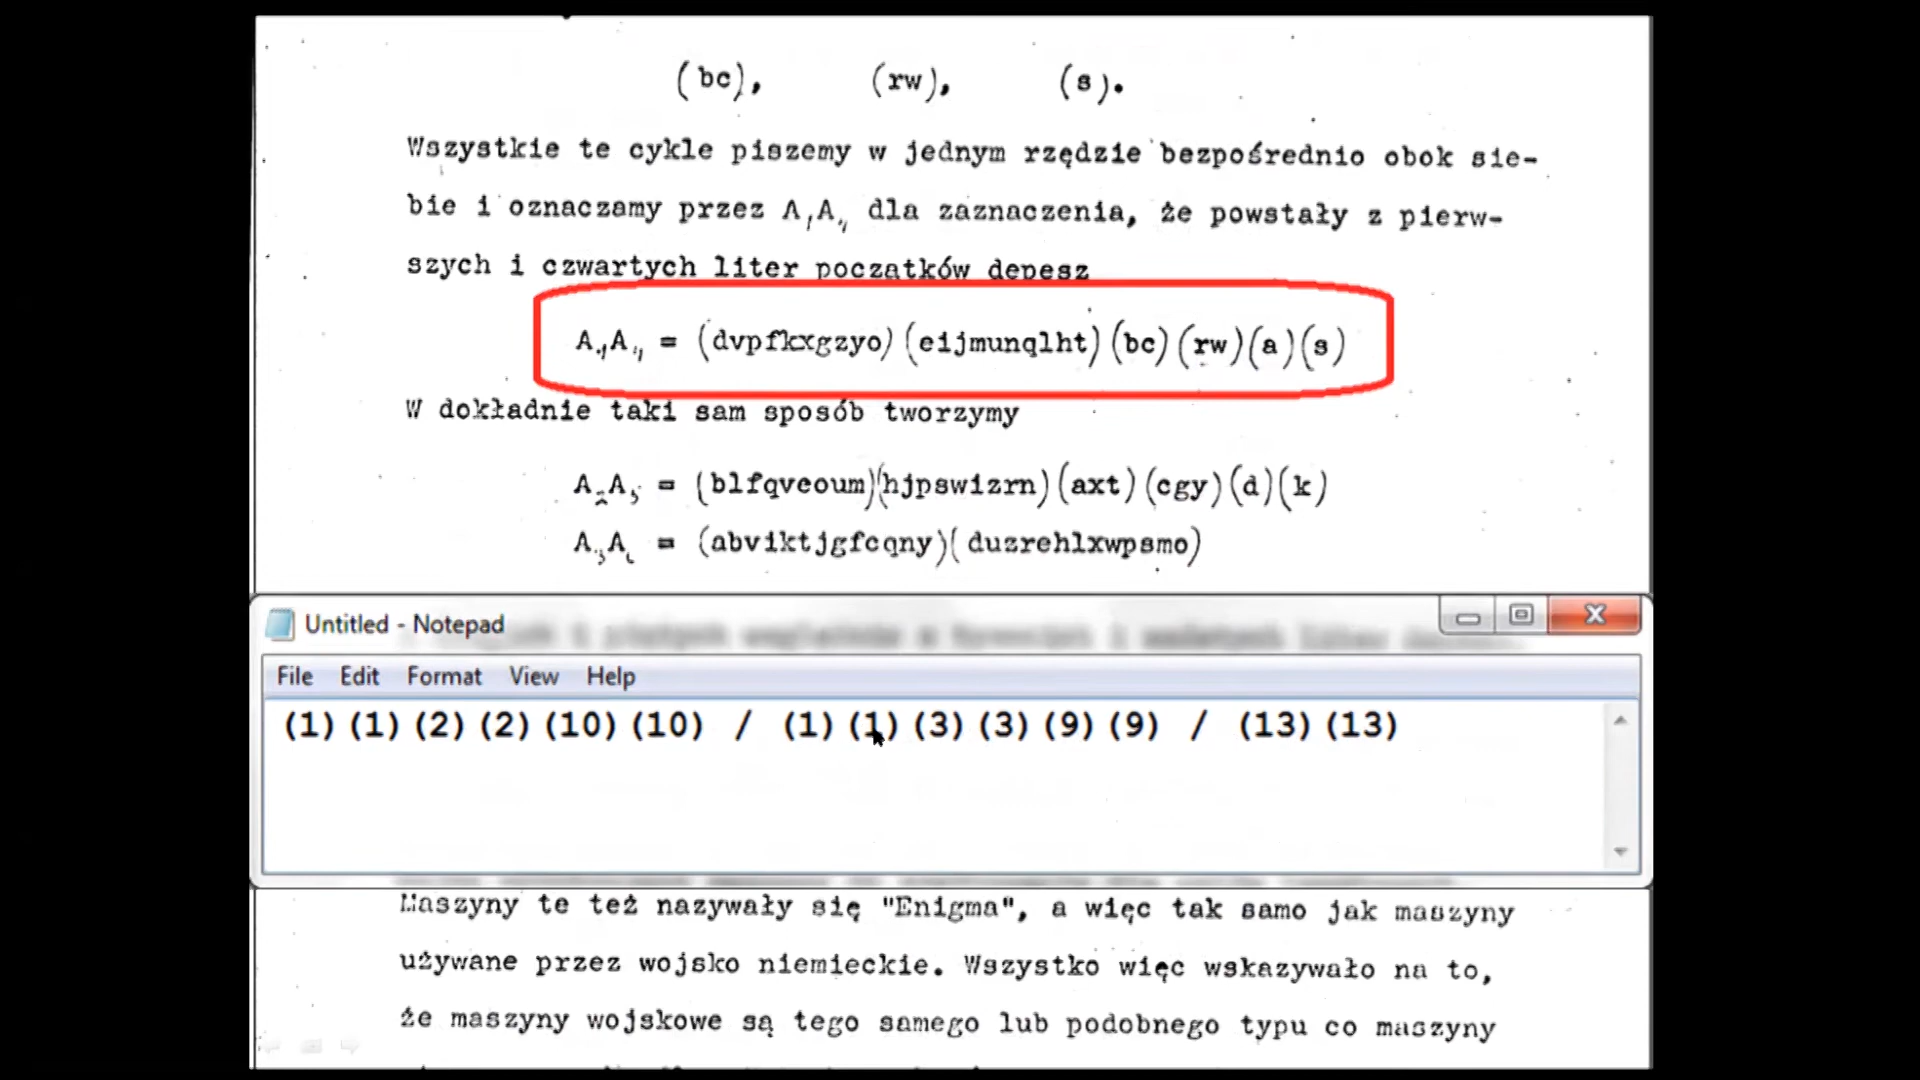 (bc), (rw), (s).
Wszystkie te cykle piszemy w jednym rzędzie bezpośrednio obok sie-
bie i oznaczamy przez A₁A₄ dla zaznaczenia, że powstały z pierw-
szych i czwartych liter początków depesz
A₁A₄ = (dvpfkxgzyo)(eijmunqlht)(bc)(rw)(a)(s)
W dokładnie taki sam sposób tworzymy
A₂A₅ = (blfqveoum)(hjpswizrn)(axt)(cgy)(d)(k)
A₃A₆ = (abviktjgfcqny)(duzrehlxwpsmo)
Untitled - Notepad
File Edit Format View Help
(1)(1)(2)(2)(10)(10) / (1)(1)(3)(3)(9)(9) / (13)(13)
Maszyny te też nazywały się "Enigma", a więc tak samo jak maszyny
używane przez wojsko niemieckie. Wszystko więc wskazywało na to,
że maszyny wojskowe są tego samego lub podobnego typu co maszyny